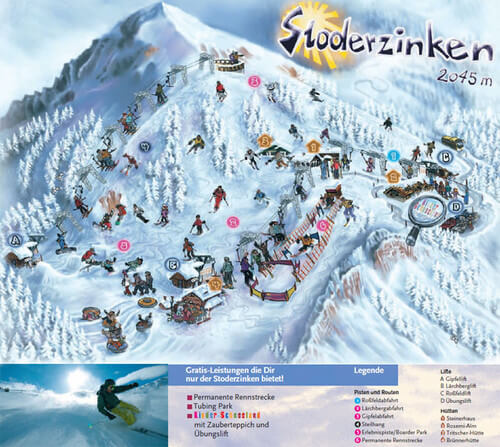 Stoderzinken
2045 m
A
C
D
P
Gratis-Leistungen die Dir
nur der Stoderzinken bietet!
Permanente Rennstrecke
Tubing Park
Kinder-Schneeland
mit Zauberteppich und
Übungslift
Legende
Pisten und Routen
1 Roßfeldabfahrt
2 Lärchbergabfahrt
3 Gipfelabfahrt
4 Steilhang
5 Erlebnispiste/Boarder Park
6 Permanente Rennstrecke
Lifte
A Gipfellift
B Lärchberglift
C Roßfeldlift
D Übungslift
Hütten
Steinerhaus
Rosemi-Alm
Tritscher-Hütte
Brünnerhütte